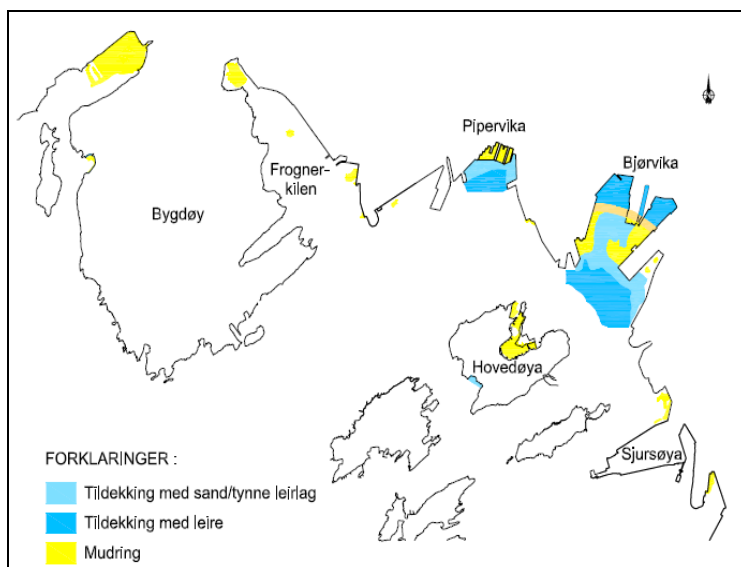 Pipervika
Bjørvika
Frogner-
kilen
Bygdøy
Hovedøya
Sjursøya
FORKLARINGER :
Tildekking med sand/tynne leirlag
Tildekking med leire
Mudring